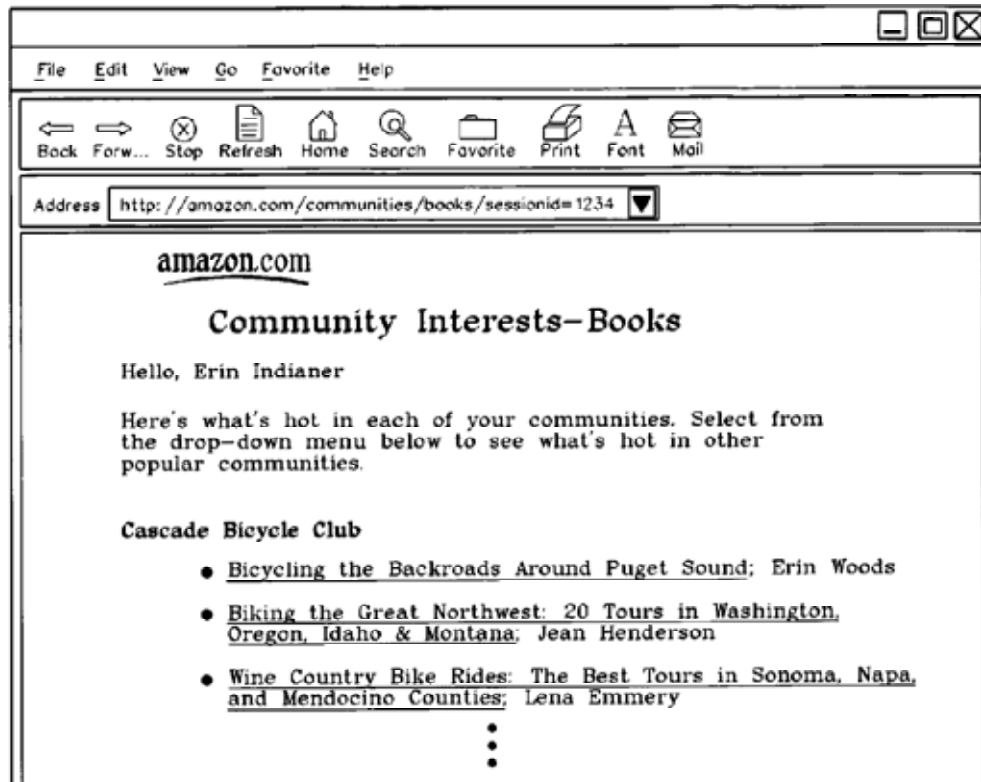 File Edit View Go Favorite Help
Back Forw... Stop Refresh Home Search Favorite Print Font Mail
Address http://amazon.com/communities/books/sessionid=1234
amazon.com
Community Interests-Books
Hello, Erin Indianer
Here's what's hot in each of your communities. Select from
the drop-down menu below to see what's hot in other
popular communities.
Cascade Bicycle Club
• Bicycling the Backroads Around Puget Sound; Erin Woods
• Biking the Great Northwest: 20 Tours in Washington,
Oregon, Idaho & Montana; Jean Henderson
• Wine Country Bike Rides: The Best Tours in Sonoma, Napa,
and Mendocino Counties; Lena Emmery